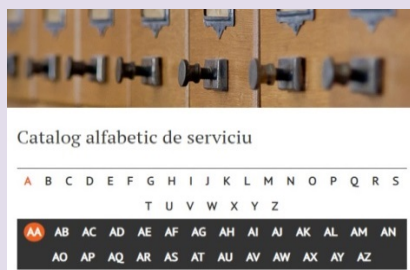 Catalog alfabetic de serviciu
A B C D E F G H I J K L M N O P Q R S
T U V W X Y Z
AA AB AC AD AE AF AG AH AI AJ AK AL AM AN
AO AP AQ AR AS AT AU AV AW AX AY AZ